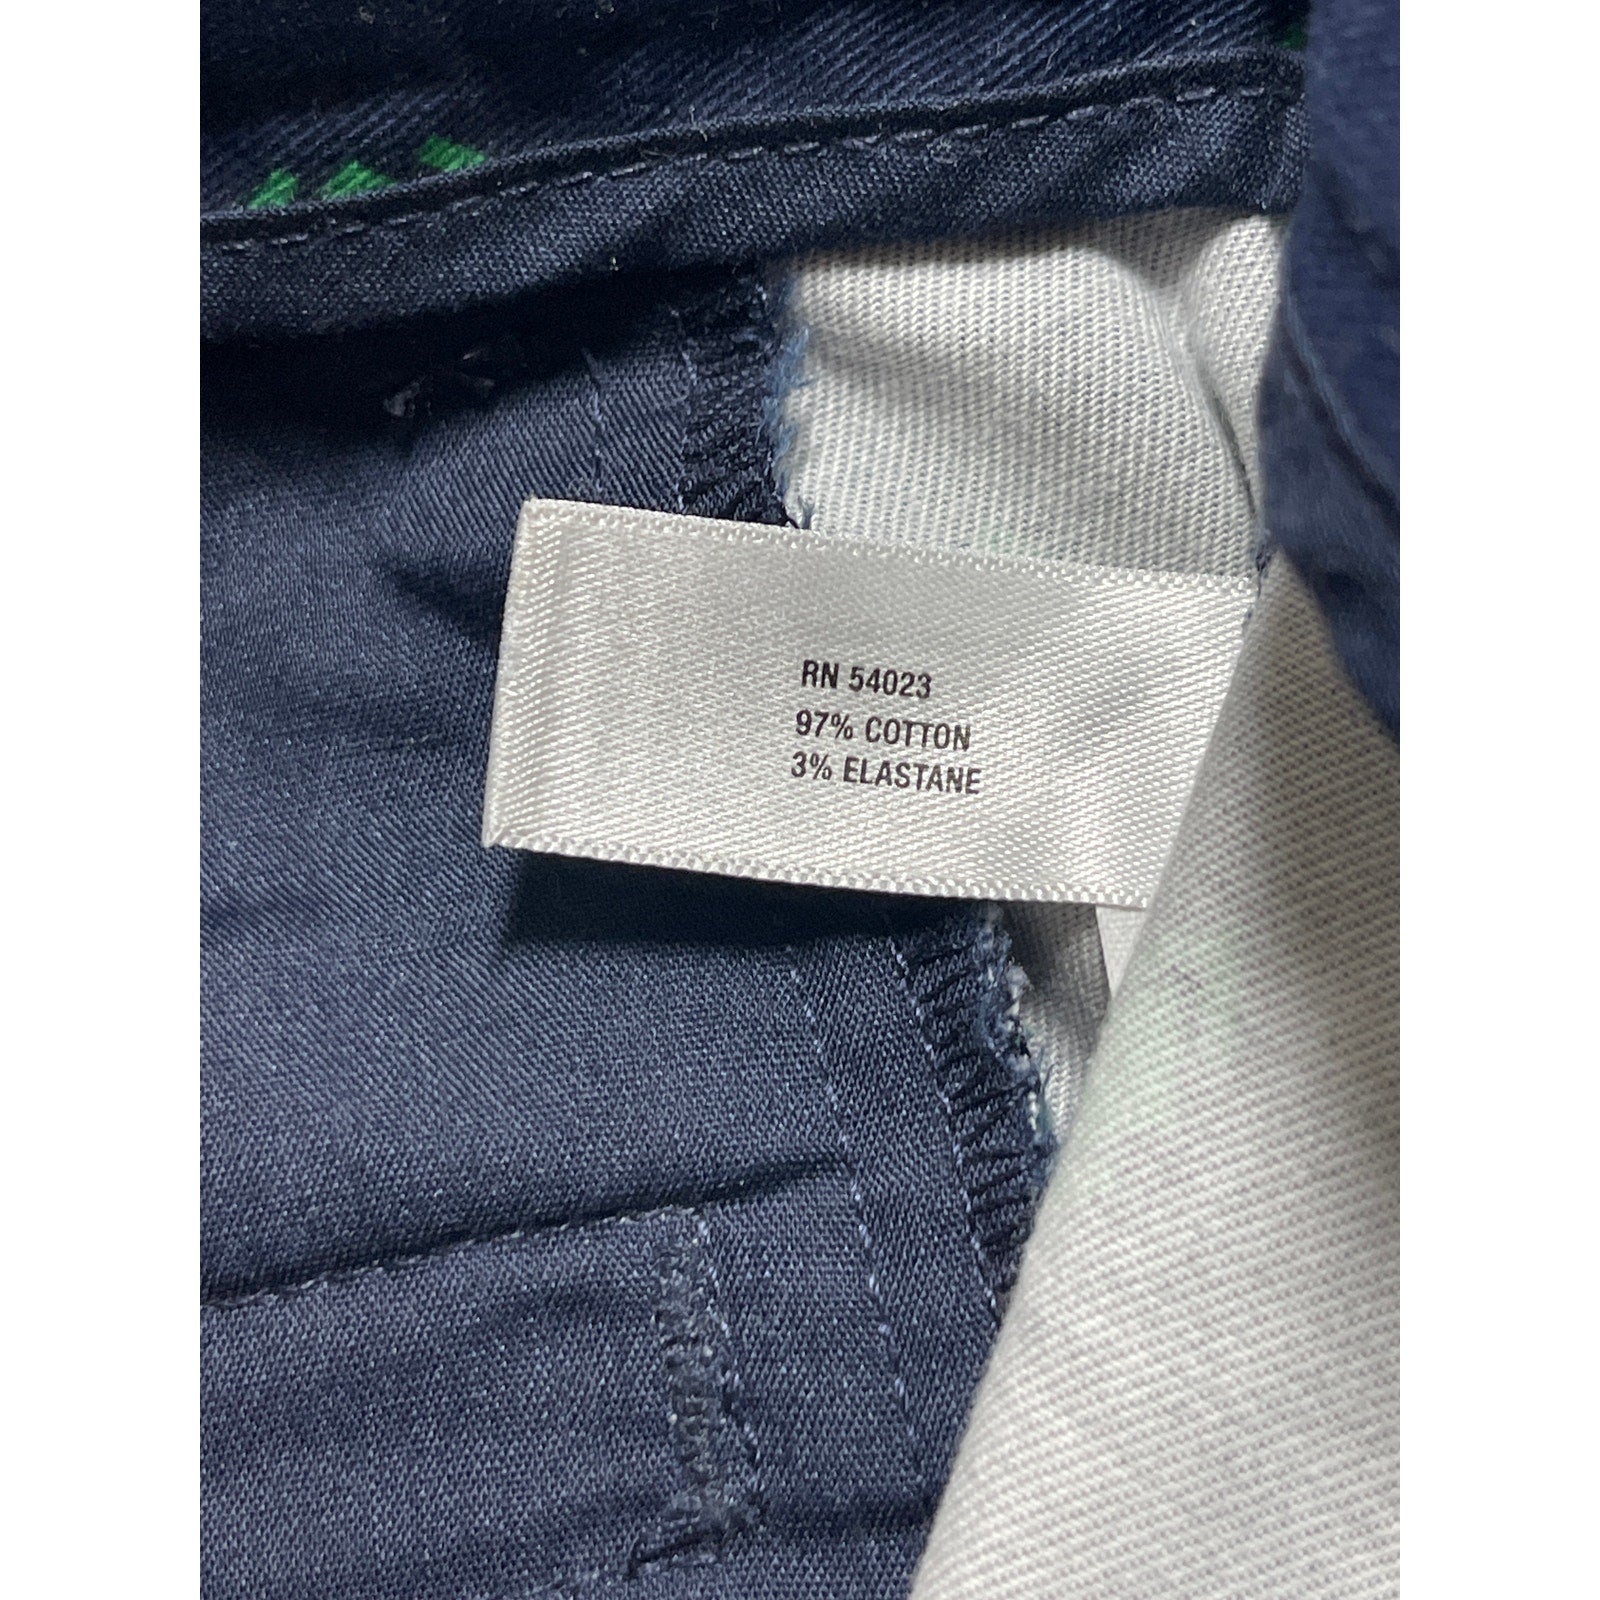 RN 54023
97% COTTON
3% ELASTANE